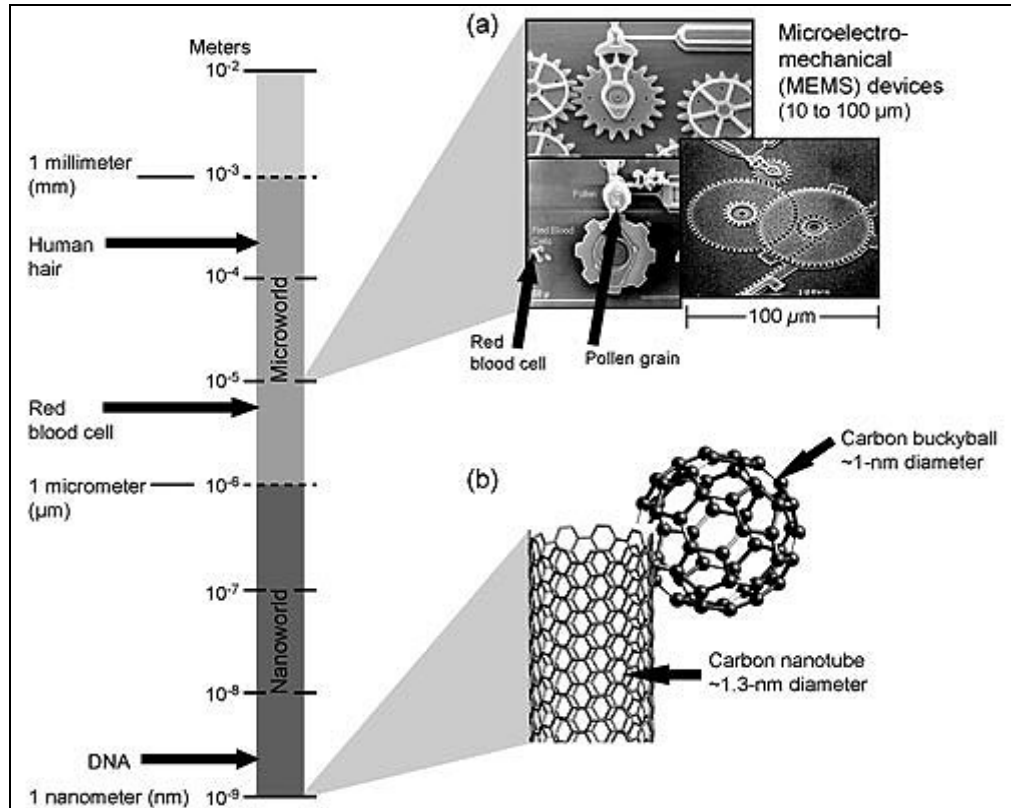 Meters
10-2
1 millimeter
(mm)
10-3
Human
hair
10-4
Microworld
10-5
Red
blood cell
1 micrometer
(µm)
10-6
10-7
Nanoworld
10-8
DNA
1 nanometer (nm)
10-9
(a)
Microelectro-
mechanical
(MEMS) devices
(10 to 100 µm)
Pollen
Red Blood
Cells
100 µm
Red
blood cell
Pollen grain
(b)
Carbon buckyball
~1-nm diameter
Carbon nanotube
~1.3-nm diameter